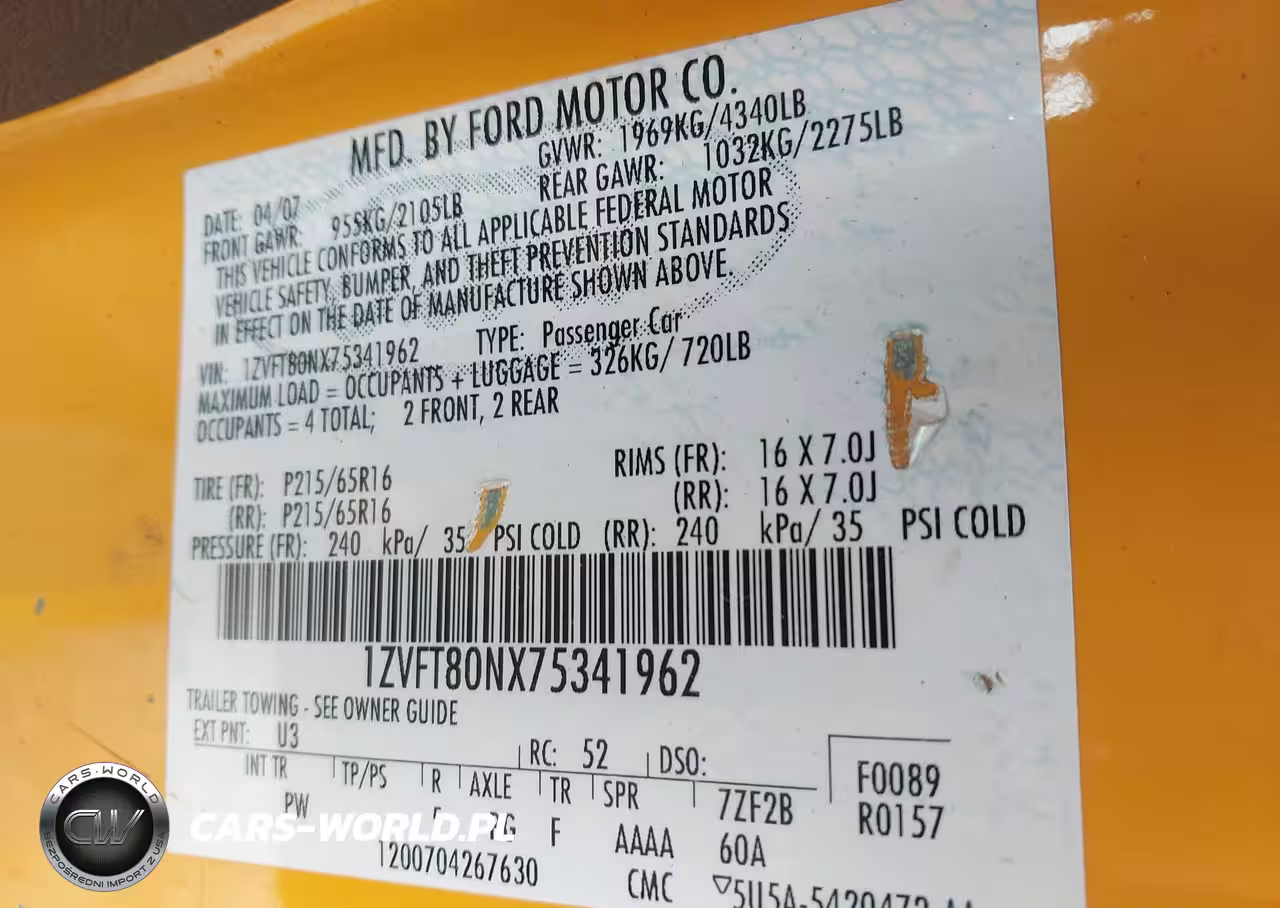 MFD. BY FORD MOTOR CO.
DATE: 04/07 GVWR: 1969KG/4340LB
FRONT GAWR: 955KG/2105LB REAR GAWR: 1032KG/2275LB
THIS VEHICLE CONFORMS TO ALL APPLICABLE FEDERAL MOTOR
VEHICLE SAFETY, BUMPER, AND THEFT PREVENTION STANDARDS
IN EFFECT ON THE DATE OF MANUFACTURE SHOWN ABOVE.
VIN: 1ZVFT80NX75341962 TYPE: Passenger Car
MAXIMUM LOAD = OCCUPANTS + LUGGAGE = 326KG/ 720LB
OCCUPANTS = 4 TOTAL; 2 FRONT, 2 REAR
TIRE (FR): P215/65R16 RIMS (FR): 16 X 7.0J
(RR): P215/65R16 (RR): 16 X 7.0J
PRESSURE (FR): 240 kPa/ 35 PSI COLD (RR): 240 kPa/ 35 PSI COLD
1ZVFT80NX75341962
TRAILER TOWING - SEE OWNER GUIDE
EXT PNT: U3 RC: 52 DSO: F0089
INT TR TP/PS R AXLE TR SPR 7ZF2B R0157
PW F AAAA 60A
1200704267630 CMC
CARS-WORLD.PL
CARS-WORLD
CW
BEZPOŚREDNI IMPORT Z USA